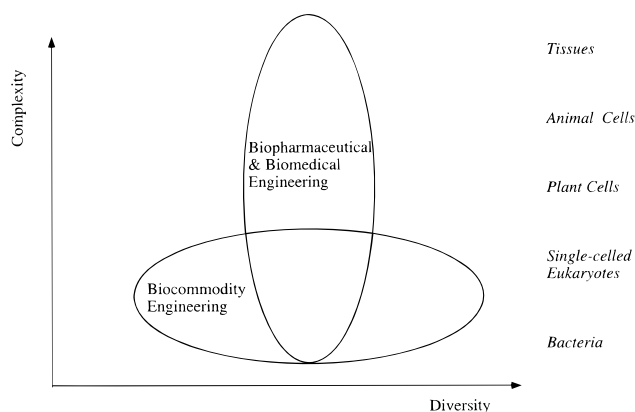 Complexity
Biopharmaceutical
& Biomedical
Engineering
Biocommodity
Engineering
Tissues
Animal Cells
Plant Cells
Single-celled
Eukaryotes
Bacteria
Diversity